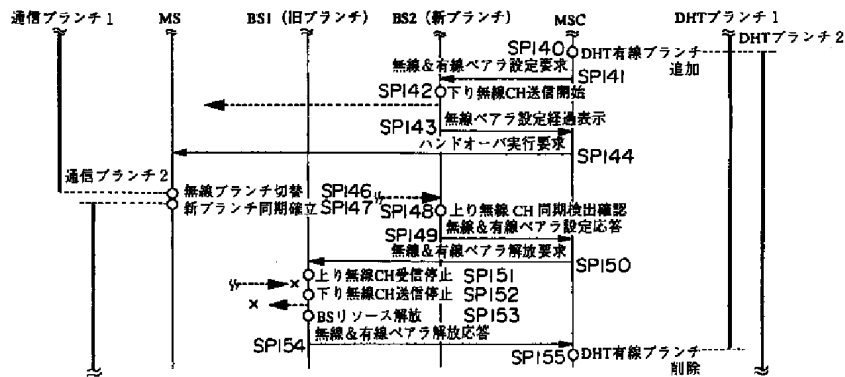 通信ブランチ1 MS BS1 (旧ブランチ) BS2 (新ブランチ) MSC DHTブランチ1
DHTブランチ2
SP140 DHT有線ブランチ
追加
無線&有線ベアラ設定要求
SP141
SP142 下り無線CH送信開始
SP143 無線ベアラ設定経過表示
ハンドオーバ実行要求
SP144
通信ブランチ2
無線ブランチ切替 SP146
新ブランチ同期確立 SP147
SP148 上り無線CH同期検出確認
SP149 無線&有線ベアラ設定応答
無線&有線ベアラ解放要求
SP150
上り無線CH受信停止 SP151
下り無線CH送信停止 SP152
BSリソース解放 SP153
無線&有線ベアラ解放応答
SP154
SP155 DHT有線ブランチ
削除